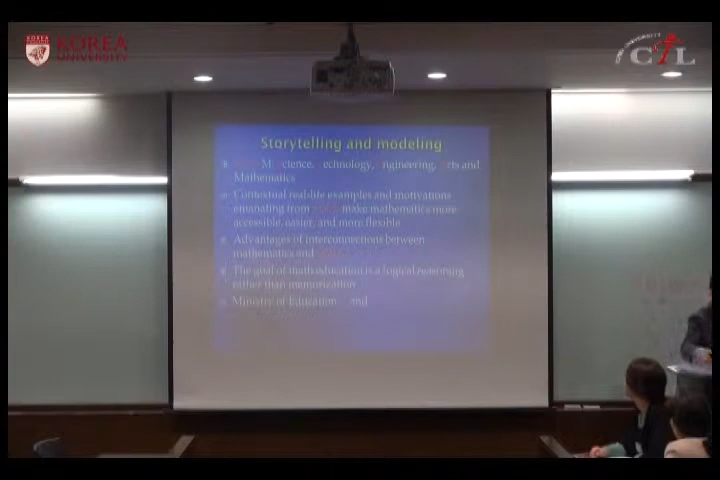 KOREA
UNIVERSITY
CTL
Storytelling and modeling
M cience, echnology, ngineering, rts and
Mathematics
Contextual real-life examples and motivations
emanating from make mathematics more
accessible, easier, and more flexible
Advantages of interconnections between
mathematics and
The goal of math education is a logical reasoning
rather than memorization
Ministry of Education and